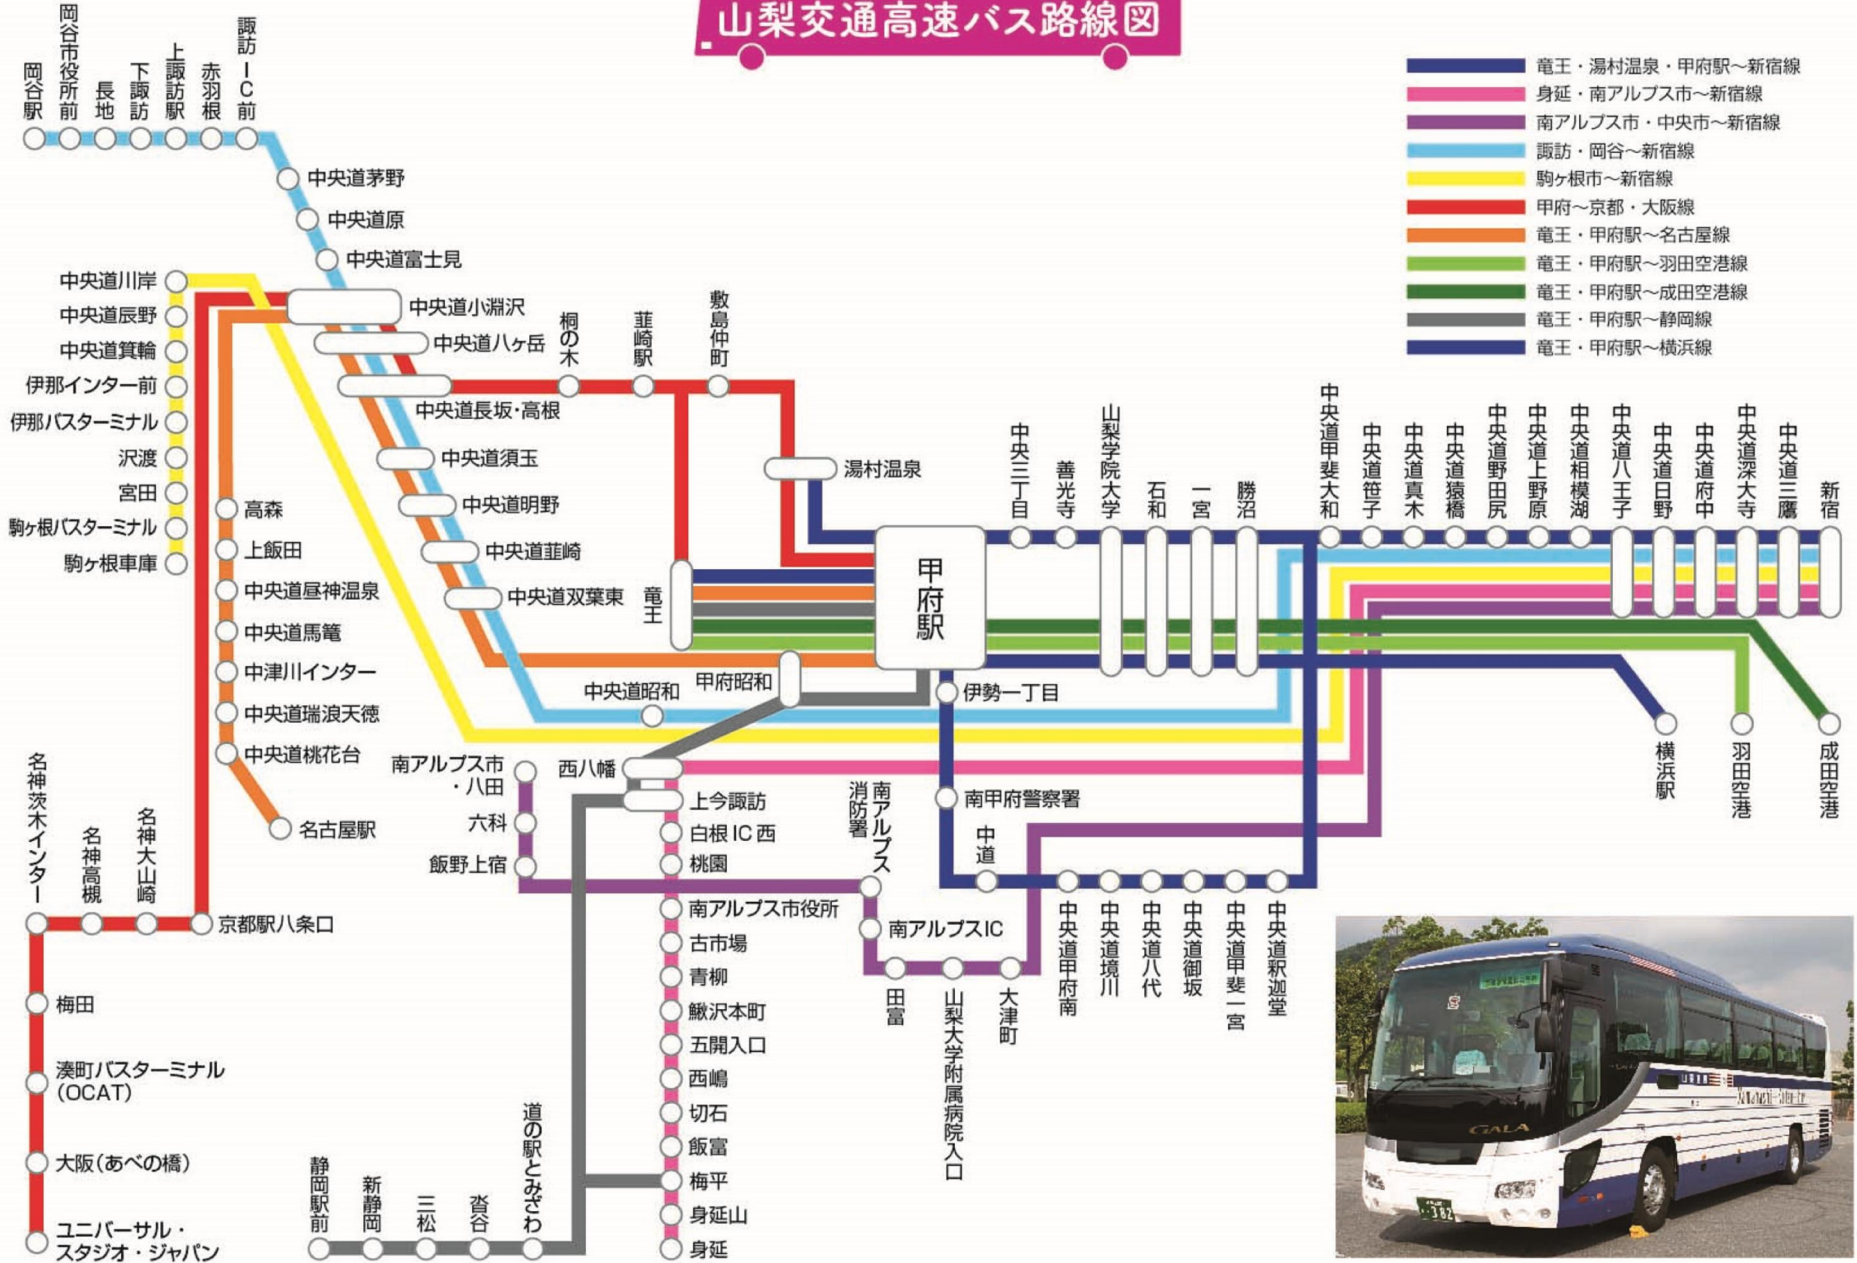 山梨交通高速バス路線図
竜王・湯村温泉・甲府駅～新宿線
身延・南アルプス市～新宿線
南アルプス市・中央市～新宿線
諏訪・岡谷～新宿線
駒ヶ根市～新宿線
甲府～京都・大阪線
竜王・甲府駅～名古屋線
竜王・甲府駅～羽田空港線
竜王・甲府駅～成田空港線
竜王・甲府駅～静岡線
竜王・甲府駅～横浜線
岡谷駅
岡谷市役所前
長地
下諏訪
上諏訪駅
赤羽根
諏訪IC前
中央道茅野
中央道原
中央道富士見
中央道小淵沢
中央道八ヶ岳
中央道長坂・高根
中央道須玉
中央道明野
中央道韮崎
中央道双葉東
中央道昭和
中央道川岸
中央道辰野
中央道箕輪
伊那インター前
伊那バスターミナル
沢渡
宮田
駒ヶ根バスターミナル
駒ヶ根車庫
高森
上飯田
中央道昼神温泉
中央道馬籠
中津川インター
中央道瑞浪天徳
中央道桃花台
名古屋駅
桐の木
韮崎駅
敷島仲町
湯村温泉
竜王
甲府駅
甲府昭和
中央三丁目
善光寺
山梨学院大学
石和
一宮
勝沼
中央道甲斐大和
中央道笹子
中央道真木
中央道猿橋
中央道野田尻
中央道上野原
中央道相模湖
中央道八王子
中央道日野
中央道府中
中央道深大寺
中央道三鷹
新宿
横浜駅
羽田空港
成田空港
伊勢一丁目
南甲府警察署
中道
中央道甲府南
中央道境川
中央道八代
中央道御坂
中央道甲斐一宮
中央道釈迦堂
南アルプス市
・八田
六科
飯野上宿
南アルプス
消防署
南アルプスIC
田富
山梨大学附属病院入口
大津町
西八幡
上今諏訪
白根IC西
桃園
南アルプス市役所
古市場
青柳
鰍沢本町
五開入口
西嶋
切石
飯富
梅平
身延山
身延
静岡駅前
新静岡
三松
沓谷
道の駅とみざわ
名神茨木インター
名神高槻
名神大山崎
京都駅八条口
梅田
湊町バスターミナル
(OCAT)
大阪(あべの橋)
ユニバーサル・
スタジオ・ジャパン
GALA
・382